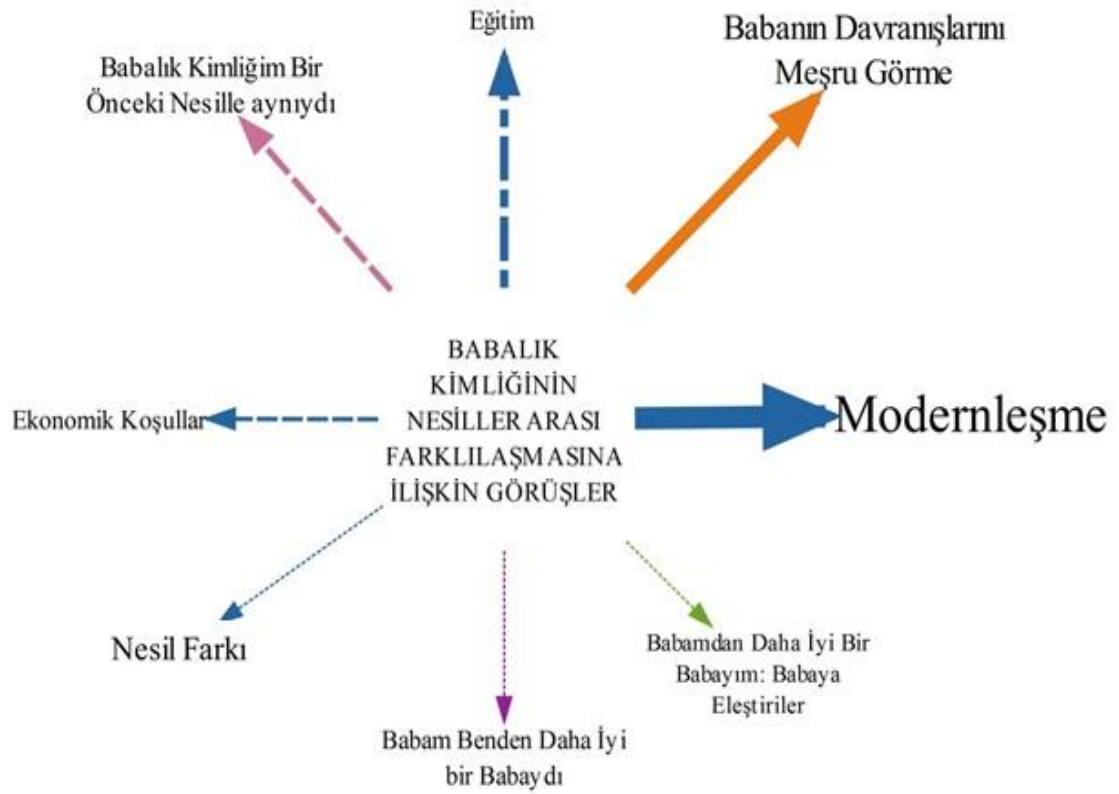 Eğitim
Babanın Davranışlarını
Meşru Görme
Babalık Kimliğim Bir
Önceki Nesille aynıydı
BABALIK
KİMLİĞİNİN
NESİLLER ARASI
FARKLILAŞMASINA
İLİŞKİN GÖRÜŞLER
Ekonomik Koşullar
Modernleşme
Nesil Farkı
Babamdan Daha İyi Bir
Babayım: Babaya
Eleştiriler
Babam Benden Daha İyi
bir Babaydı